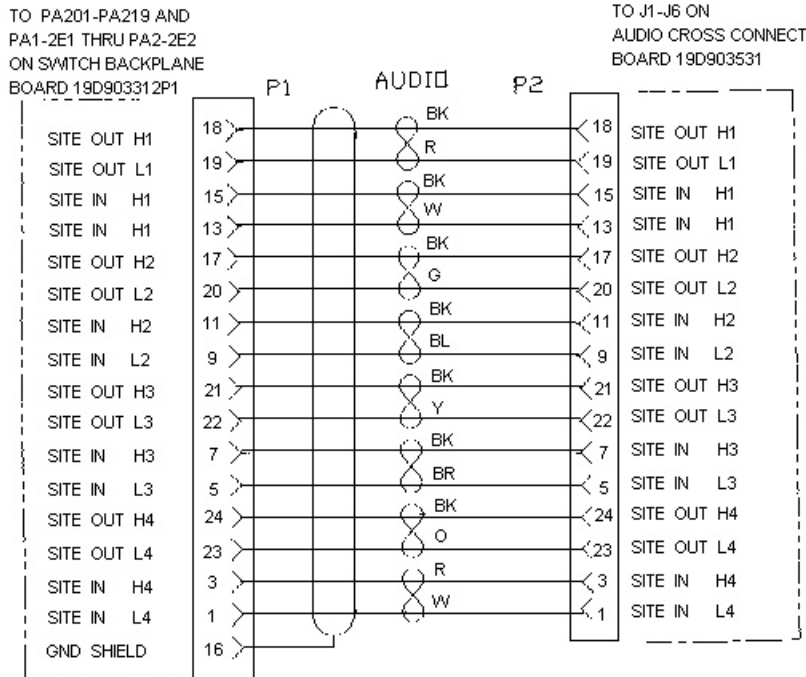 TO PA201-PA219 AND
PA1-2E1 THRU PA2-2E2
ON SWITCH BACKPLANE
BOARD 19D903312P1
TO J1-J6 ON
AUDIO CROSS CONNECT
BOARD 19D903531
P1 AUDIO P2
SITE OUT H1 18 BK 18 SITE OUT H1
SITE OUT L1 19 R 19 SITE OUT L1
SITE IN H1 15 BK 15 SITE IN H1
SITE IN H1 13 W 13 SITE IN H1
SITE OUT H2 17 BK 17 SITE OUT H2
SITE OUT L2 20 G 20 SITE OUT L2
SITE IN H2 11 BK 11 SITE IN H2
SITE IN L2 9 BL 9 SITE IN L2
SITE OUT H3 21 BK 21 SITE OUT H3
SITE OUT L3 22 Y 22 SITE OUT L3
SITE IN H3 7 BK 7 SITE IN H3
SITE IN L3 5 BR 5 SITE IN L3
SITE OUT H4 24 BK 24 SITE OUT H4
SITE OUT L4 23 O 23 SITE OUT L4
SITE IN H4 3 R 3 SITE IN H4
SITE IN L4 1 W 1 SITE IN L4
GND SHIELD 16